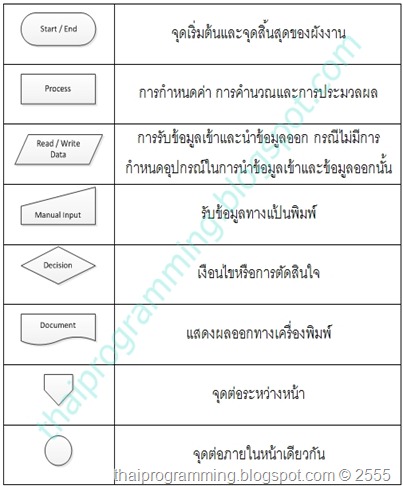 Start / End
จุดเริ่มต้นและจุดสิ้นสุดของผังงาน
Process
การกำหนดค่า การคำนวณและการประมวลผล
Read / Write
Data
การรับข้อมูลเข้าและนำข้อมูลออก กรณีไม่มีการ
กำหนดอุปกรณ์ในการนำข้อมูลเข้าและข้อมูลออกนั้น
Manual input
รับข้อมูลทางแป้นพิมพ์
Decision
เงือนไขหรือการตัดสินใจ
Document
แสดงผลออกทางเครื่องพิมพ์
จุดต่อระหว่างหน้า
จุดต่อภายในหน้าเดียวกัน
thaiprogramming.blogspot.com
thaiprogramming.blogspot.com © 2555